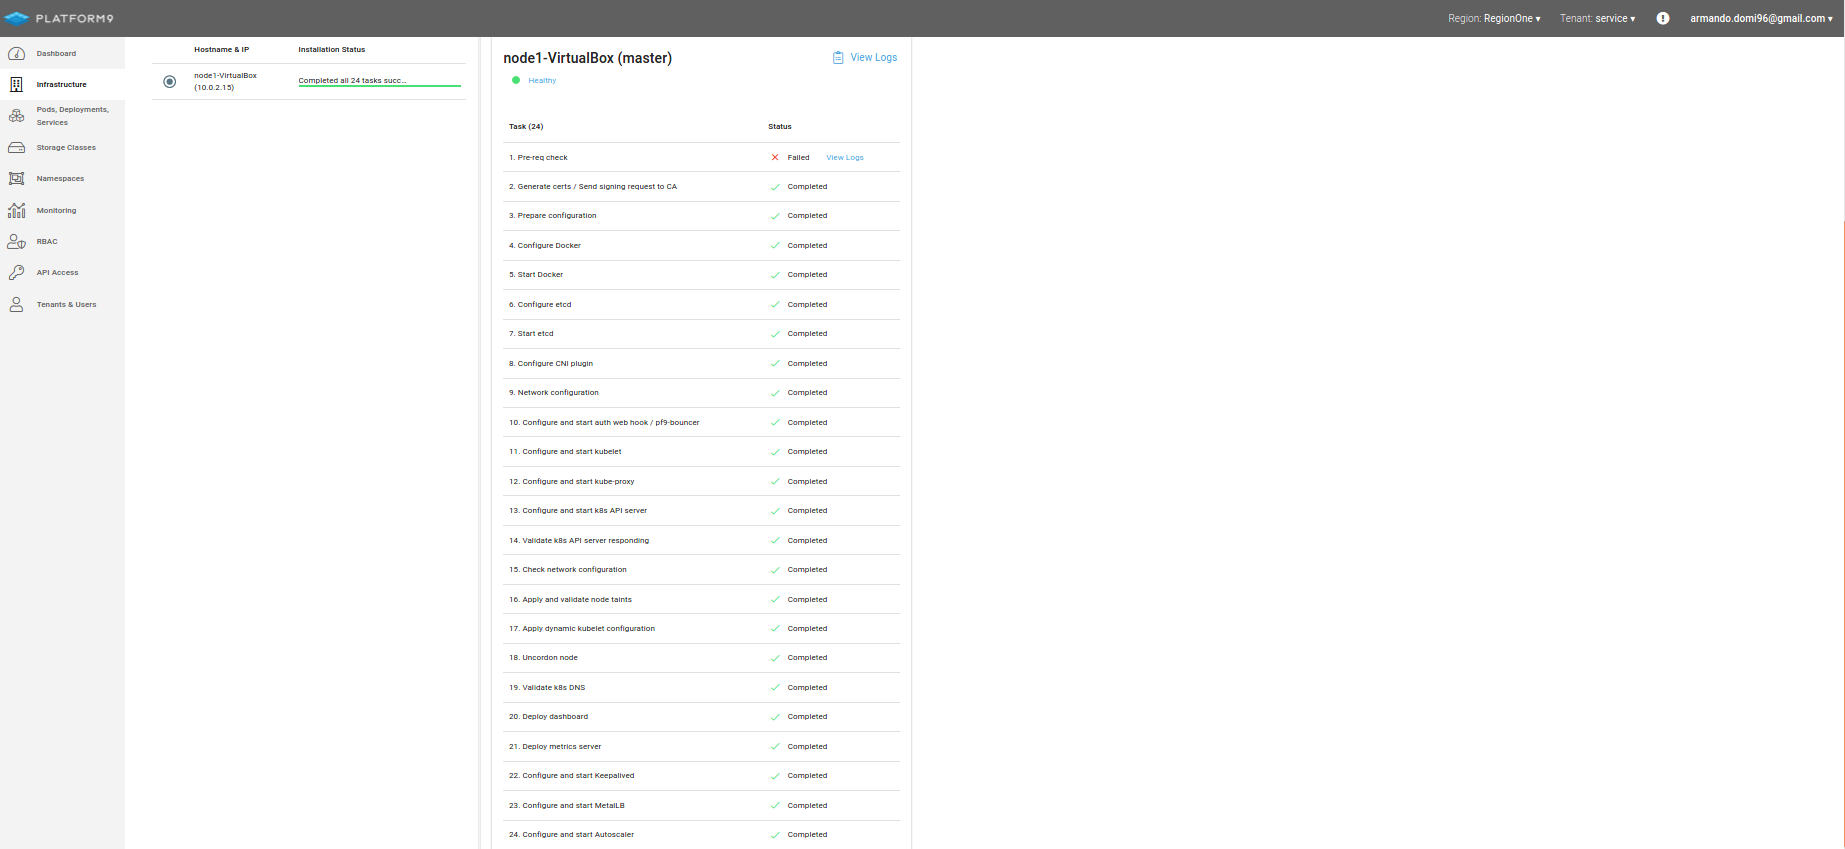 PLATFORM9
Region: RegionOne ▾
Tenant: service ▾
armando.domi96@gmail.com ▾
Dashboard
Infrastructure
Pods, Deployments,
Services
Storage Classes
Namespaces
Monitoring
RBAC
API Access
Tenants & Users
Hostname & IP Installation Status
node1-VirtualBox
(10.0.2.15)
Completed all 24 tasks succ...
node1-VirtualBox (master)
View Logs
Healthy
Task (24) Status
1. Pre-req check Failed View Logs
2. Generate certs / Send signing request to CA Completed
3. Prepare configuration Completed
4. Configure Docker Completed
5. Start Docker Completed
6. Configure etcd Completed
7. Start etcd Completed
8. Configure CNI plugin Completed
9. Network configuration Completed
10. Configure and start auth web hook / pf9-bouncer Completed
11. Configure and start kubelet Completed
12. Configure and start kube-proxy Completed
13. Configure and start k8s API server Completed
14. Validate k8s API server responding Completed
15. Check network configuration Completed
16. Apply and validate node taints Completed
17. Apply dynamic kubelet configuration Completed
18. Uncordon node Completed
19. Validate k8s DNS Completed
20. Deploy dashboard Completed
21. Deploy metrics server Completed
22. Configure and start Keepalived Completed
23. Configure and start MetalLB Completed
24. Configure and start Autoscaler Completed